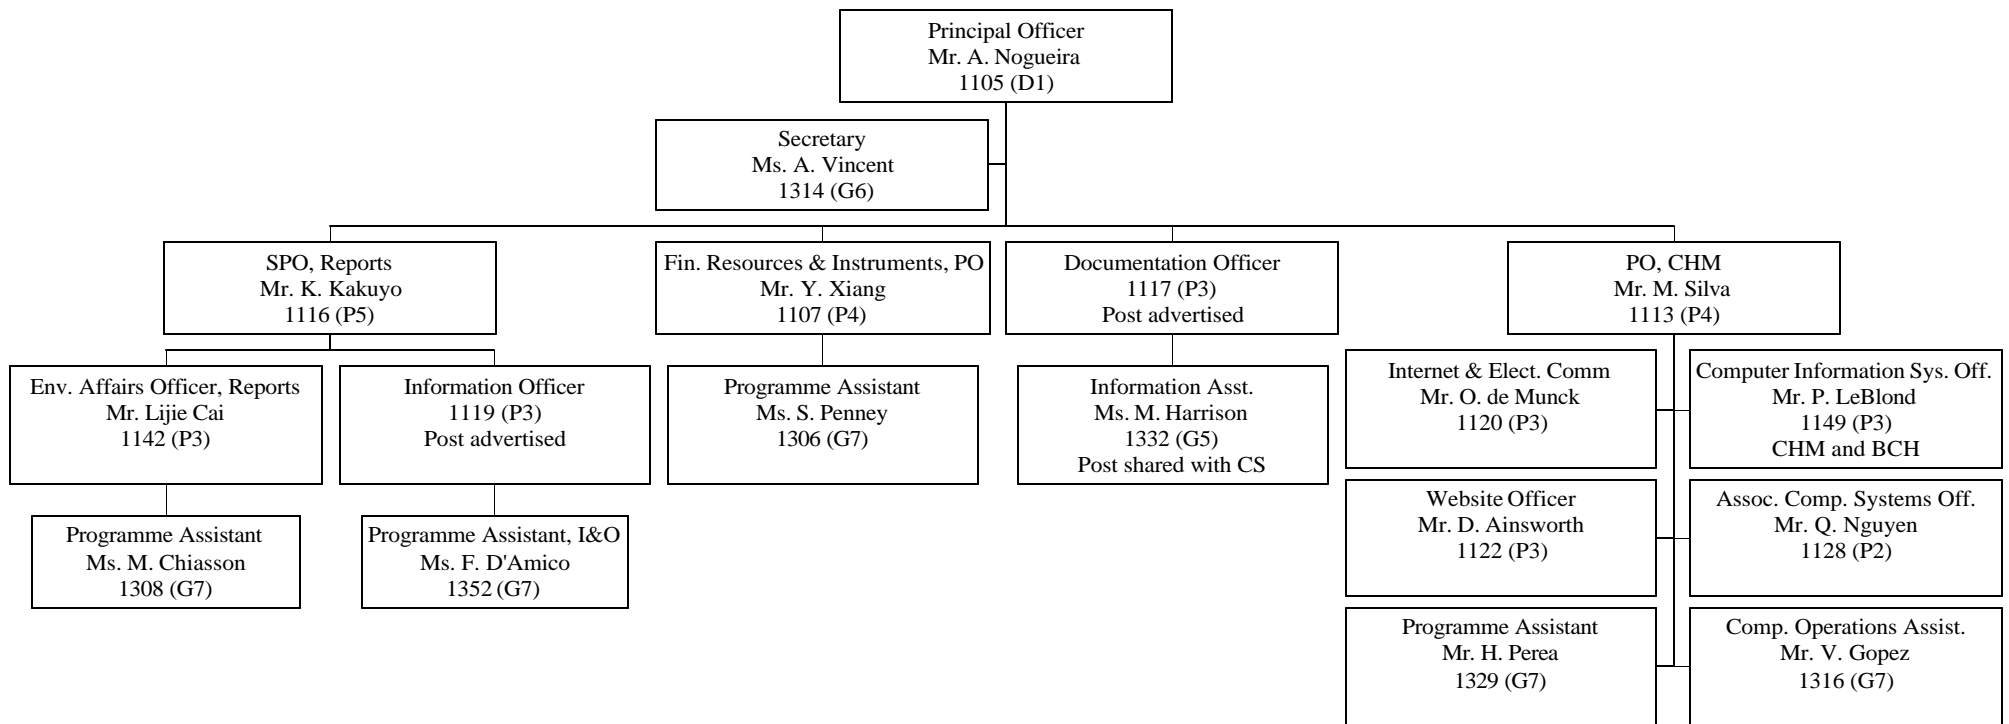 Principal Officer
Mr. A. Nogueira
1105 (D1)
Secretary
Ms. A. Vincent
1314 (G6)
SPO, Reports
Mr. K. Kakuyo
1116 (P5)
Fin. Resources & Instruments, PO
Mr. Y. Xiang
1107 (P4)
Documentation Officer
1117 (P3)
Post advertised
PO, CHM
Mr. M. Silva
1113 (P4)
Env. Affairs Officer, Reports
Mr. Lijie Cai
1142 (P3)
Information Officer
1119 (P3)
Post advertised
Programme Assistant
Ms. S. Penney
1306 (G7)
Information Asst.
Ms. M. Harrison
1332 (G5)
Post shared with CS
Internet & Elect. Comm
Mr. O. de Munck
1120 (P3)
Computer Information Sys. Off.
Mr. P. LeBlond
1149 (P3)
CHM and BCH
Programme Assistant
Ms. M. Chiasson
1308 (G7)
Programme Assistant, I&O
Ms. F. D'Amico
1352 (G7)
Website Officer
Mr. D. Ainsworth
1122 (P3)
Assoc. Comp. Systems Off.
Mr. Q. Nguyen
1128 (P2)
Programme Assistant
Mr. H. Perea
1329 (G7)
Comp. Operations Assist.
Mr. V. Gopez
1316 (G7)